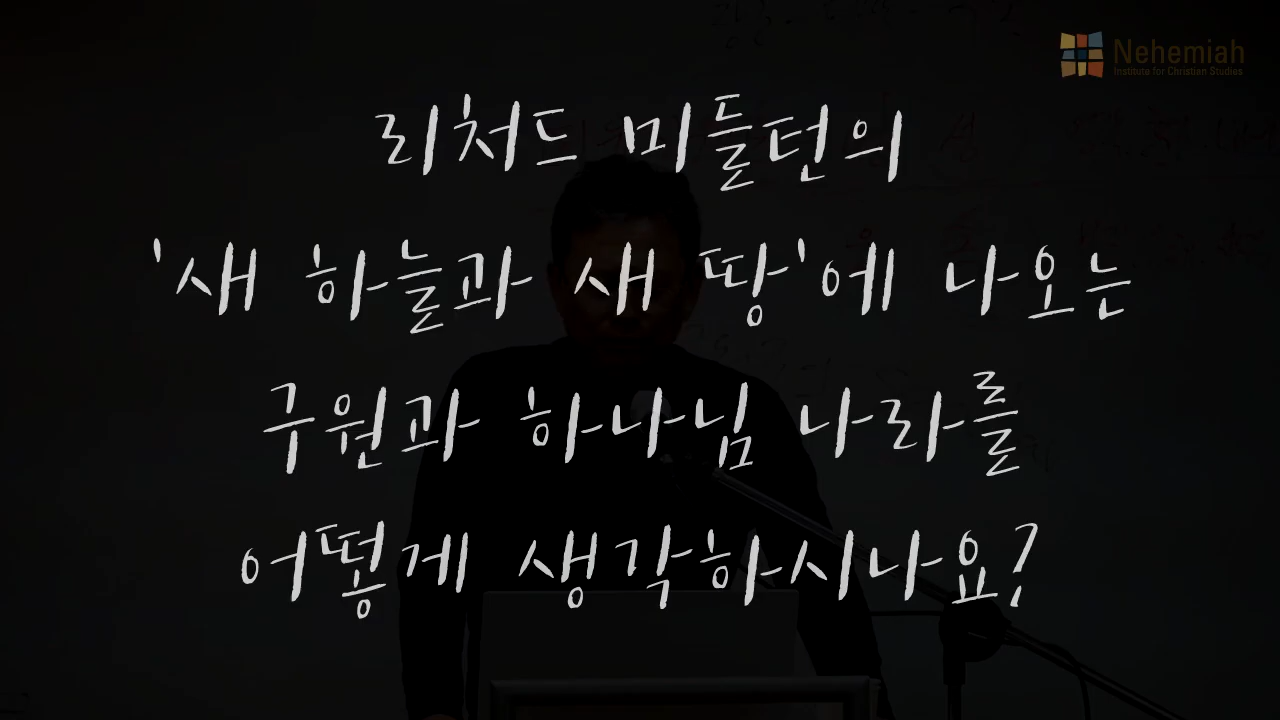 Nehemiah
Institute for Christian Studies
리처드 미들턴의
'새 하늘과 새 땅'에 나오는
구원과 하나님 나라를
어떻게 생각하시나요?